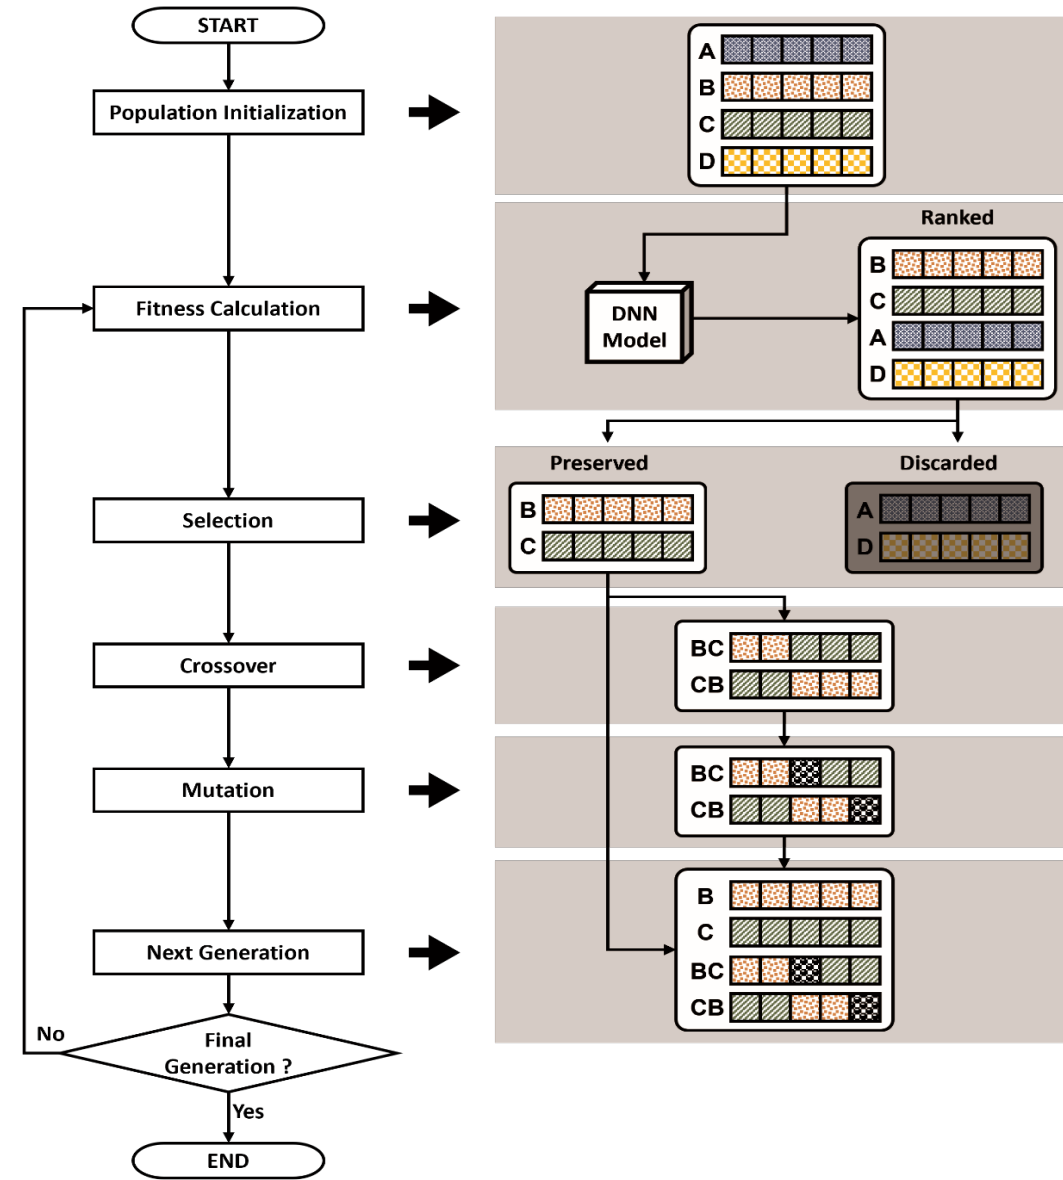 START
Population Initialization
A
B
C
D
Ranked
Fitness Calculation
DNN
Model
B
C
A
D
Preserved
Discarded
Selection
B
C
A
D
Crossover
BC
CB
Mutation
BC
CB
Next Generation
B
C
BC
CB
No
Final
Generation ?
Yes
END